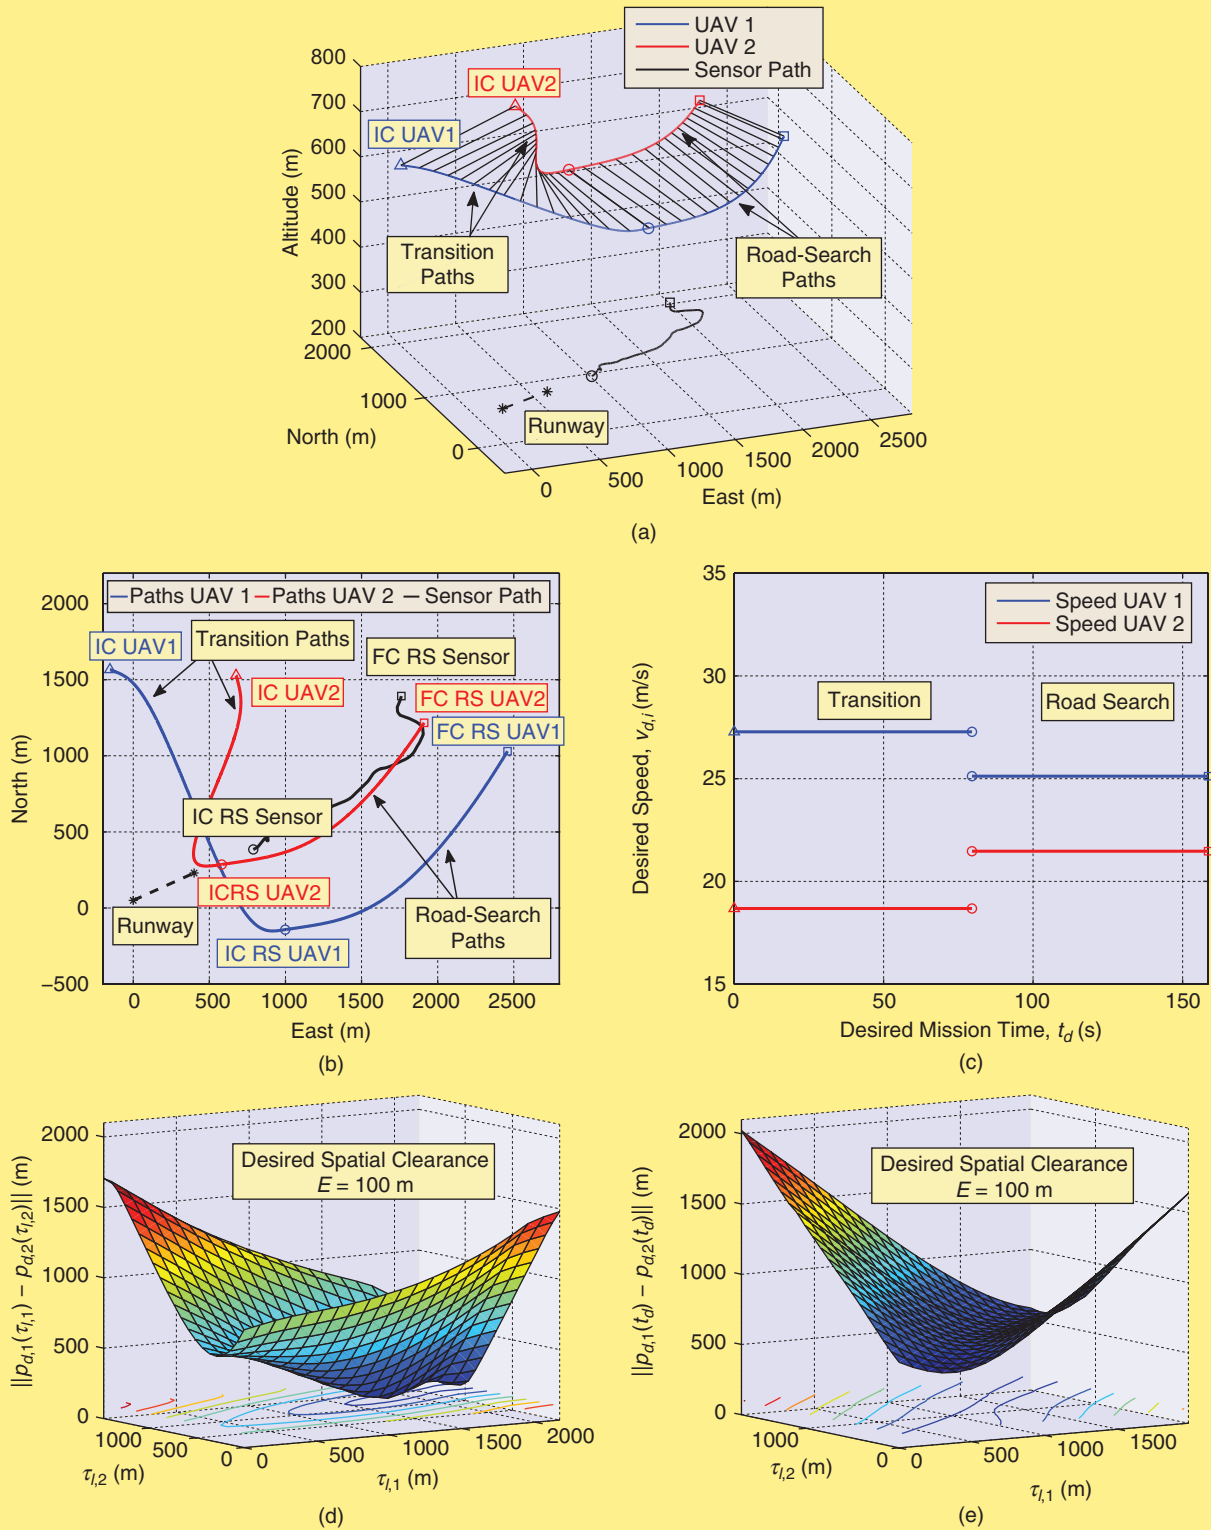 UAV 1
UAV 2
Sensor Path
800
700
600
500
400
300
200
Altitude (m)
IC UAV2
IC UAV1
Transition
Paths
Road-Search
Paths
2000
1000
0
North (m)
Runway
0
500
1000
1500
2000
2500
East (m)
(a)
Paths UAV 1
Paths UAV 2
Sensor Path
2000
1500
1000
500
0
−500
North (m)
IC UAV1
Transition Paths
IC UAV2
FC RS Sensor
FC RS UAV2
FC RS UAV1
IC RS Sensor
ICRS UAV2
Runway
IC RS UAV1
Road-Search
Paths
0
500
1000
1500
2000
2500
East (m)
(b)
35
30
25
20
15
Desired Speed, v_{d,i} (m/s)
Speed UAV 1
Speed UAV 2
Transition
Road Search
0
50
100
150
Desired Mission Time, t_d (s)
(c)
2000
1500
1000
500
0
||p_{d,1}(τ_{l,1}) − p_{d,2}(τ_{l,2})|| (m)
Desired Spatial Clearance
E = 100 m
1000
500
0
τ_{l,2} (m)
0
500
1000
1500
2000
τ_{l,1} (m)
(d)
2000
1500
1000
500
0
||p_{d,1}(t_d) − p_{d,2}(t_d)|| (m)
Desired Spatial Clearance
E = 100 m
1000
500
0
τ_{l,2} (m)
0
500
1000
1500
τ_{l,1} (m)
(e)